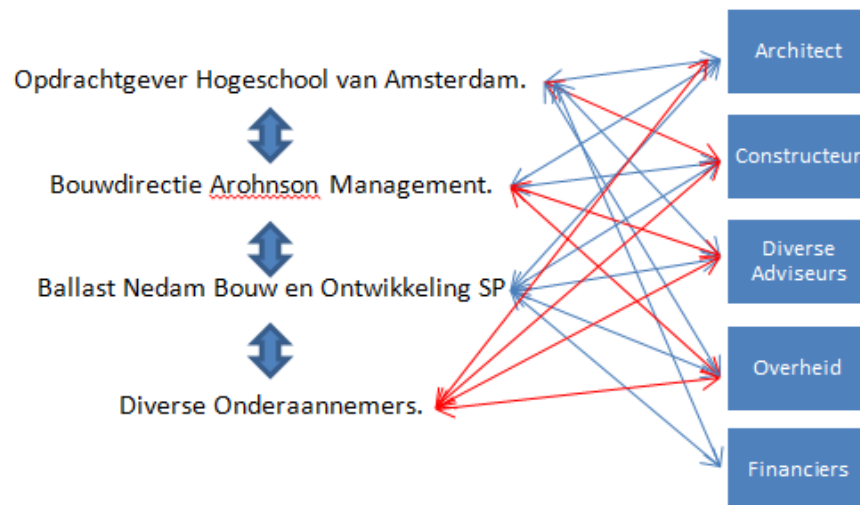 Opdrachtgever Hogeschool van Amsterdam.
Bouwdirectie Arohnson Management.
Ballast Nedam Bouw en Ontwikkeling SP
Diverse Onderaannemers.
Architect
Constructeur
Diverse
Adviseurs
Overheid
Financiers